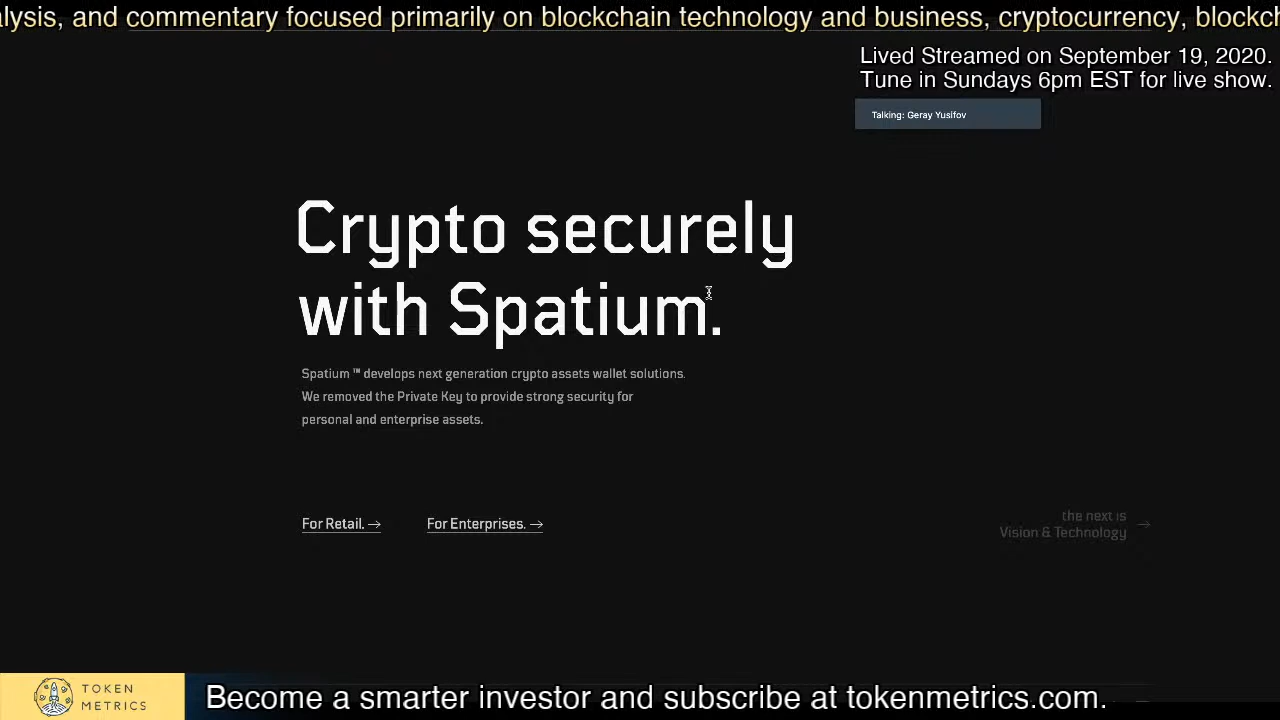 alysis, and commentary focused primarily on blockchain technology and business, cryptocurrency, blockch
Lived Streamed on September 19, 2020.
Tune in Sundays 6pm EST for live show.
Talking: Geray Yusifov
Crypto securely
with Spatium.
Spatium ™ develops next generation crypto assets wallet solutions.
We removed the Private Key to provide strong security for
personal and enterprise assets.
For Retail. → For Enterprises. →
the next is
Vision & Technology →
TOKEN
METRICS
Become a smarter investor and subscribe at tokenmetrics.com.